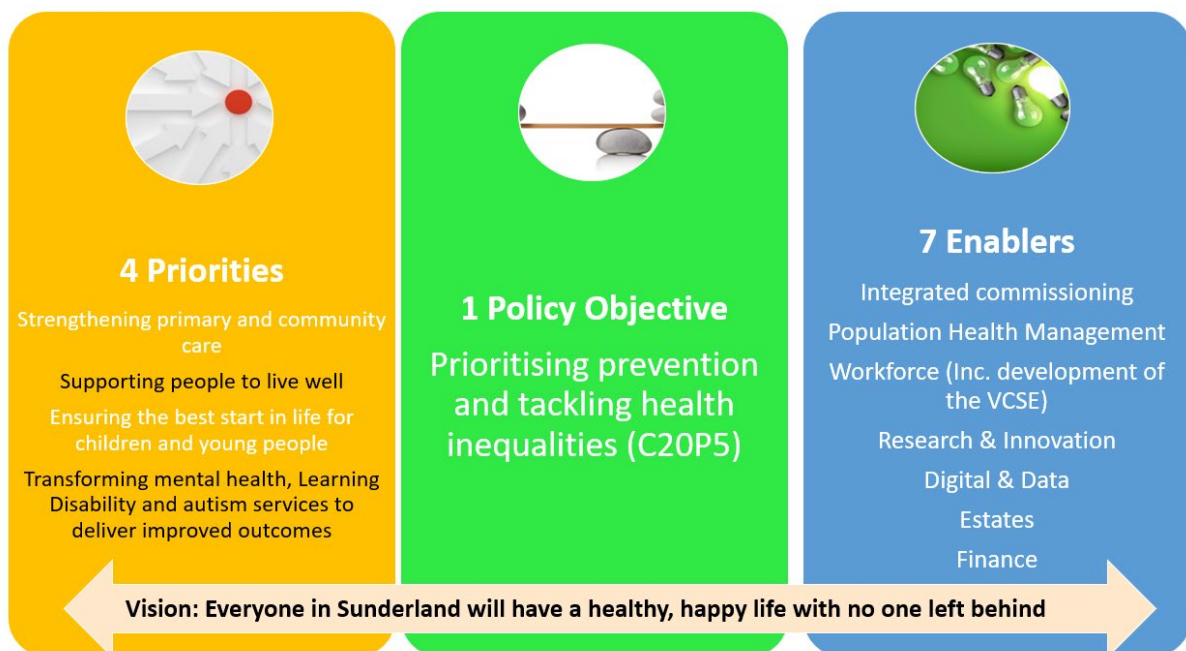 4 Priorities
Strengthening primary and community
care
Supporting people to live well
Ensuring the best start in life for
children and young people
Transforming mental health, Learning
Disability and autism services to
deliver improved outcomes
1 Policy Objective
Prioritising prevention
and tackling health
inequalities (C20P5)
7 Enablers
Integrated commissioning
Population Health Management
Workforce (Inc. development of
the VCSE)
Research & Innovation
Digital & Data
Estates
Finance
Vision: Everyone in Sunderland will have a healthy, happy life with no one left behind